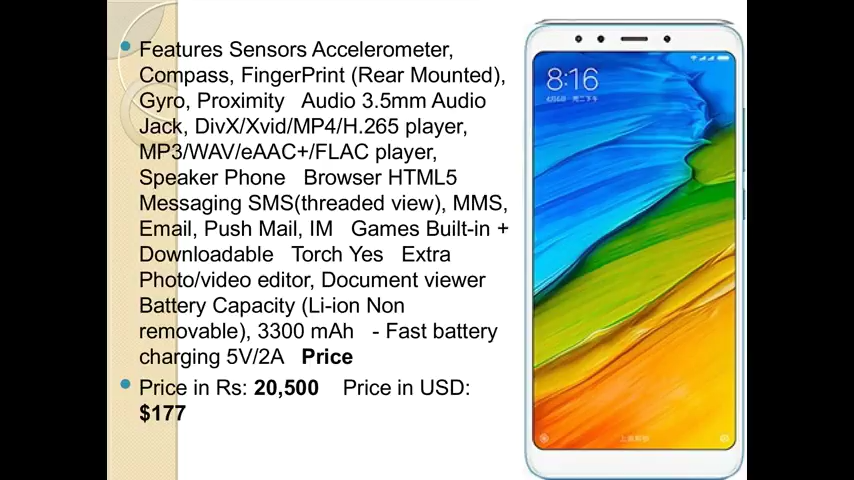 Features Sensors Accelerometer,
Compass, FingerPrint (Rear Mounted),
Gyro, Proximity   Audio 3.5mm Audio
Jack, DivX/Xvid/MP4/H.265 player,
MP3/WAV/eAAC+/FLAC player,
Speaker Phone   Browser HTML5
Messaging SMS(threaded view), MMS,
Email, Push Mail, IM   Games Built-in +
Downloadable   Torch Yes   Extra
Photo/video editor, Document viewer
Battery Capacity (Li-ion Non
removable), 3300 mAh   - Fast battery
charging 5V/2A   Price
Price in Rs: 20,500    Price in USD:
$177
8:16